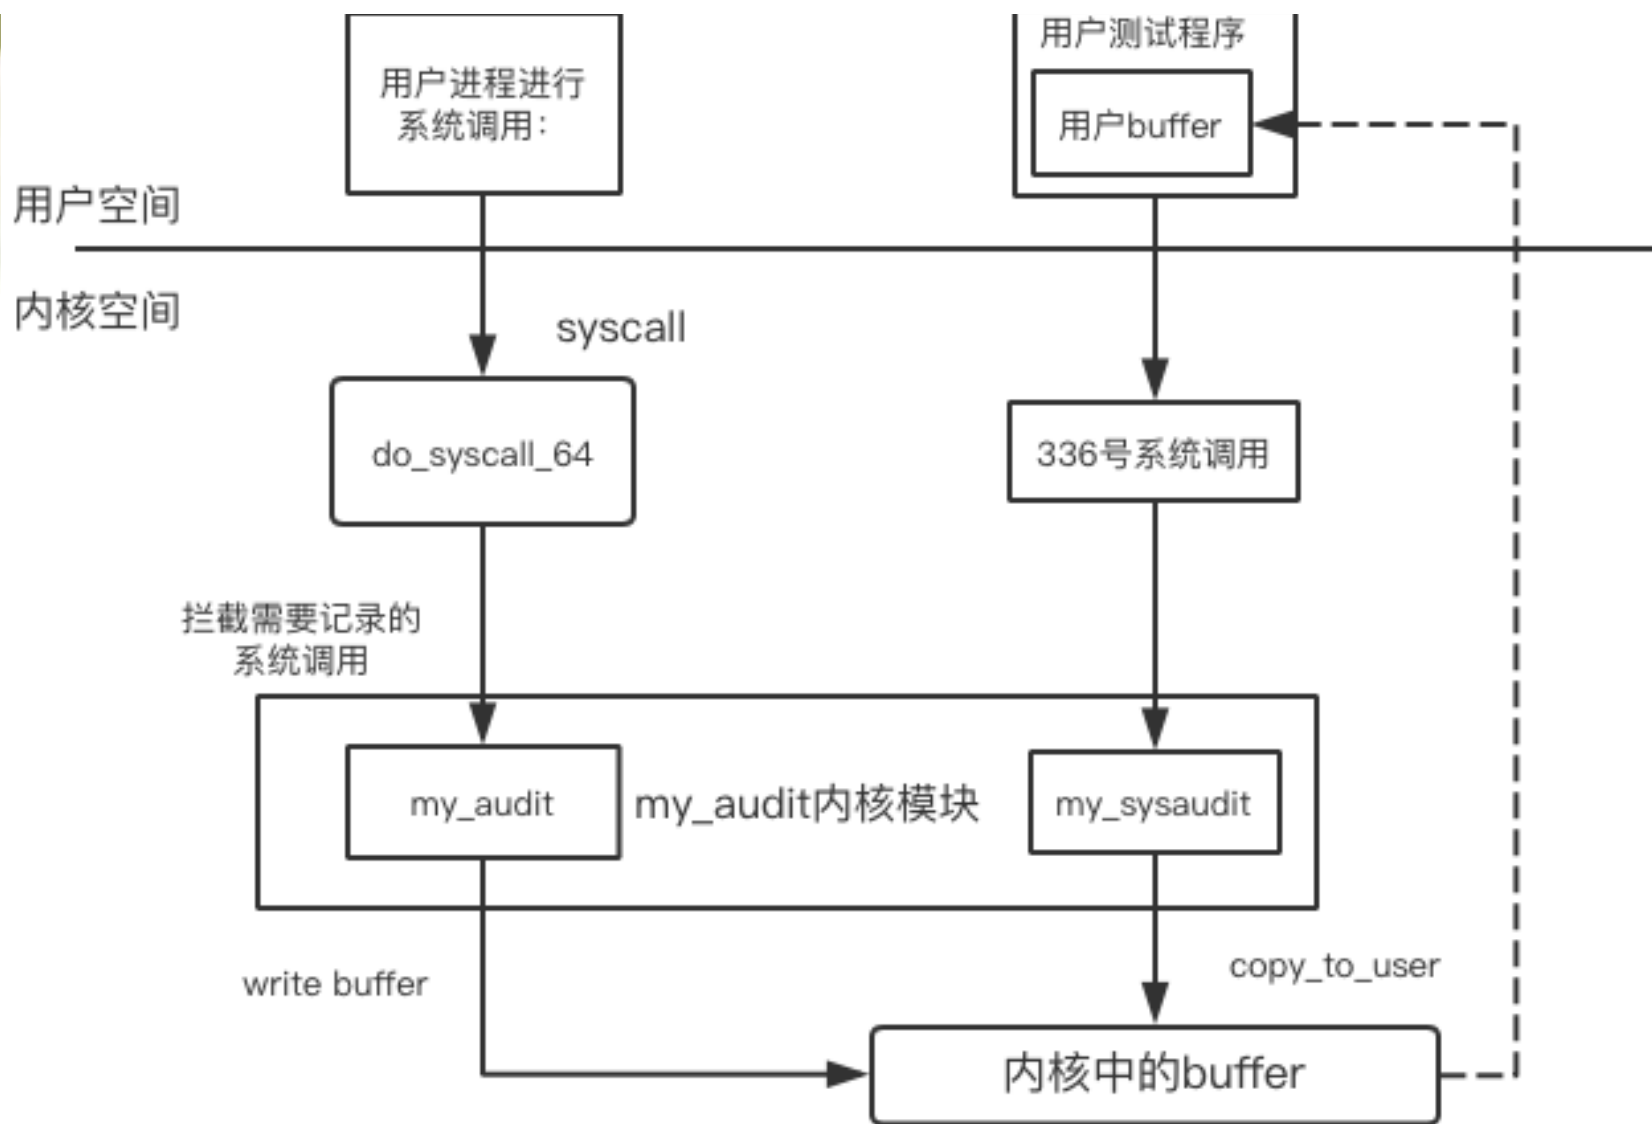 用户进程进行
系统调用：
用户测试程序
用户buffer
用户空间
内核空间
syscall
do_syscall_64
336号系统调用
拦截需要记录的
系统调用
my_audit
my_audit内核模块
my_sysaudit
write buffer
copy_to_user
内核中的buffer